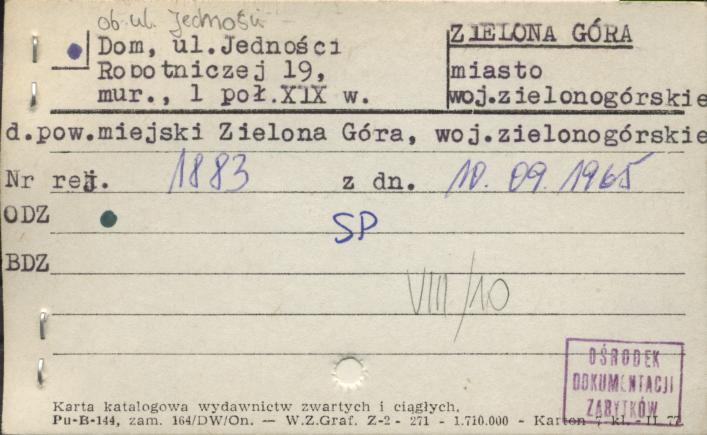 ob. ul. Jedności
Dom, ul.Jedności
Robotniczej 19,
mur., 1 poł.XIX w.
ZIELONA GÓRA
miasto
woj.zielonogórskie
d.pow.miejski Zielona Góra, woj.zielonogórskie
Nr rej. 1883 z dn. 10.09.1965
ODZ SP
BDZ
VIII/10
OŚRODEK
DOKUMENTACJI
ZABYTKÓW
Karta katalogowa wydawnictw zwartych i ciągłych.
Pu-B-144, zam. 164/DW/On. — W.Z.Graf. Z-2 - 271 - 1.710.000 - Karton 7 kl. - II.77